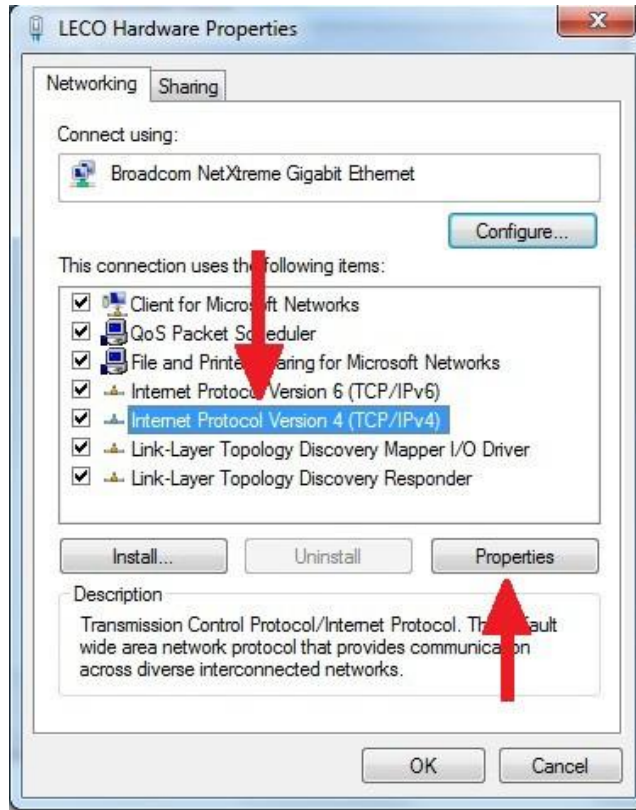 LECO Hardware Properties
Networking Sharing
Connect using:
Broadcom NetXtreme Gigabit Ethernet
Configure...
This connection uses the following items:
Client for Microsoft Networks
QoS Packet Scheduler
File and Printer Sharing for Microsoft Networks
Internet Protocol Version 6 (TCP/IPv6)
Internet Protocol Version 4 (TCP/IPv4)
Link-Layer Topology Discovery Mapper I/O Driver
Link-Layer Topology Discovery Responder
Install... Uninstall Properties
Description
Transmission Control Protocol/Internet Protocol. The default
wide area network protocol that provides communication
across diverse interconnected networks.
OK Cancel